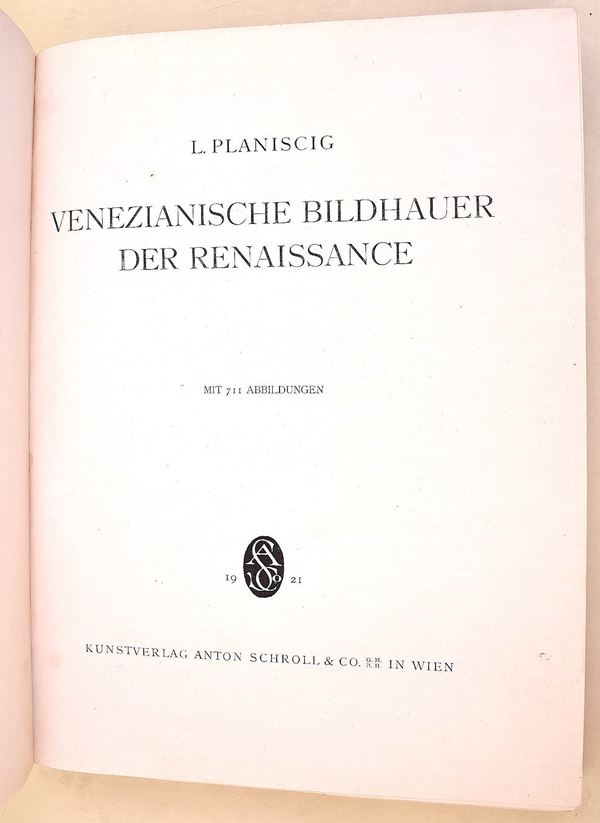 L. PLANISCIG
VENEZIANISCHE BILDHAUER
DER RENAISSANCE
MIT 711 ABBILDUNGEN
19 21
KUNSTVERLAG ANTON SCHROLL & CO. G.M.B.H. IN WIEN